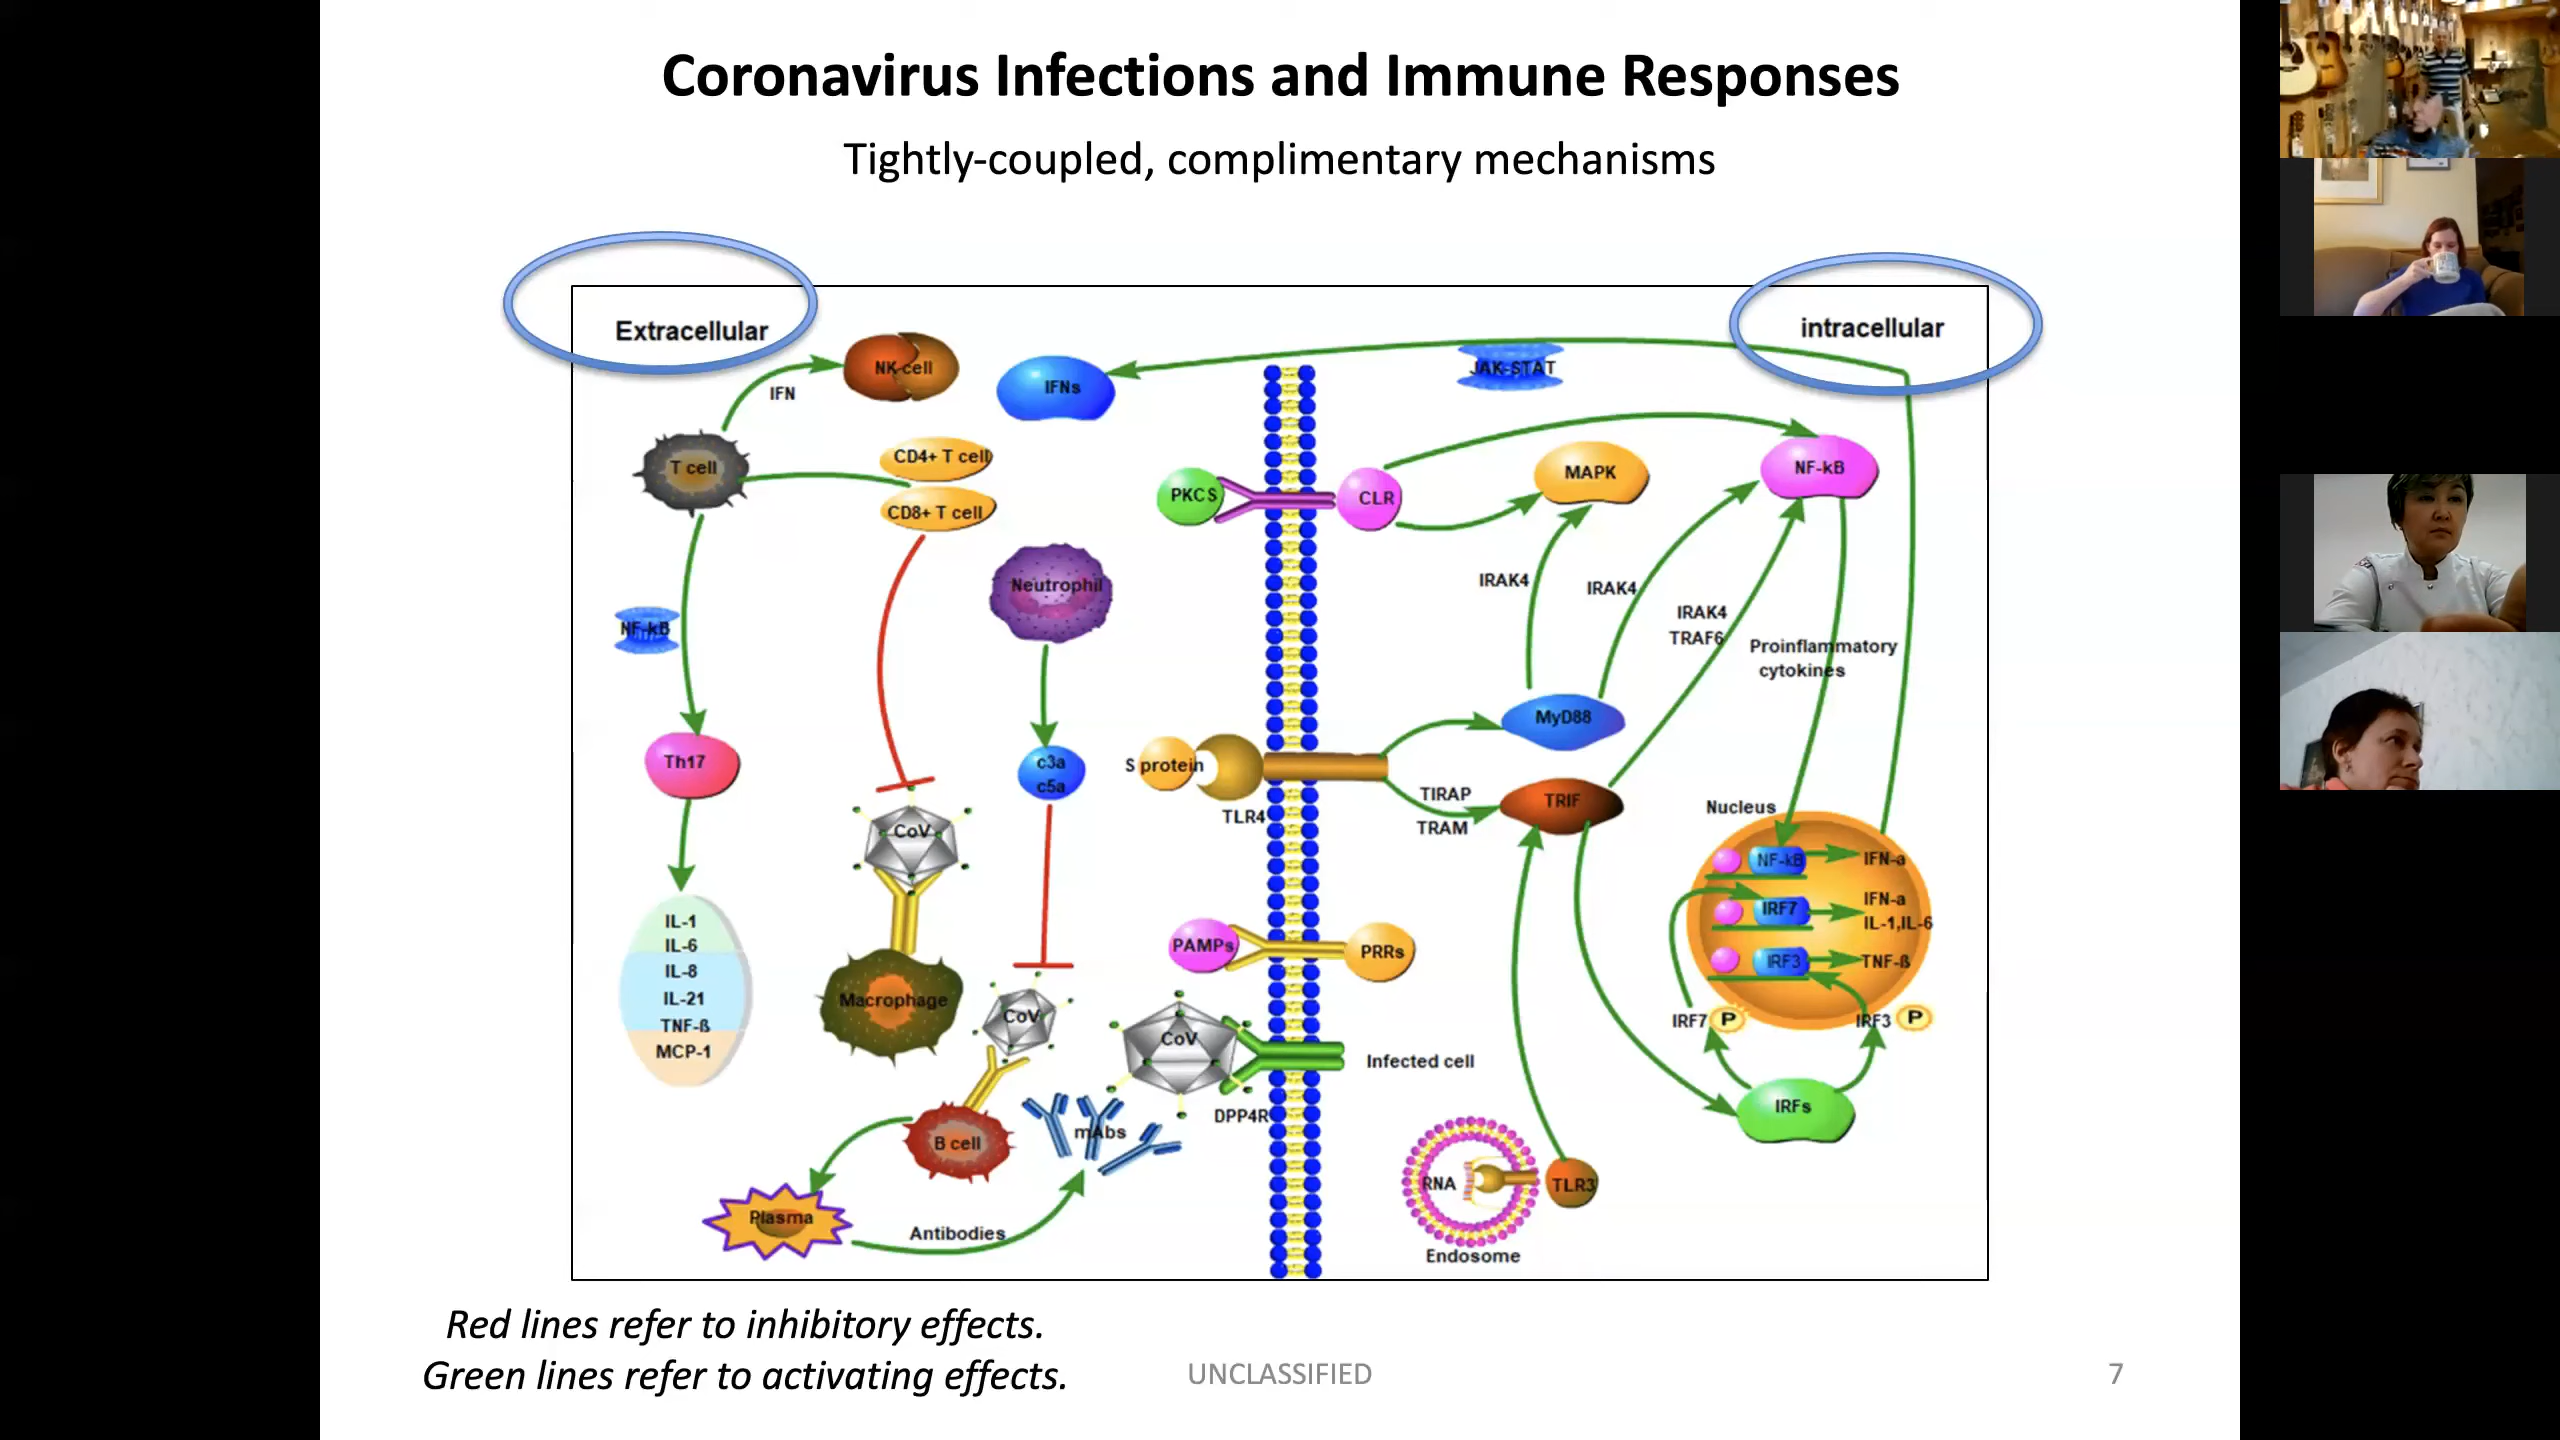 Coronavirus Infections and Immune Responses
Tightly-coupled, complimentary mechanisms
Extracellular
intracellular
NK cell
IFN
IFNs
JAK-STAT
T cell
CD4+ T cell
CD8+ T cell
PKCS
CLR
MAPK
NF-kB
Neutrophil
IRAK4
IRAK4
IRAK4
TRAF6
Proinflammatory
cytokines
NF-kB
Th17
c3a
c5a
S protein
TLR4
MyD88
TIRAP
TRAM
TRIF
Nucleus
CoV
NF-kB
IFN-a
IRF7
IFN-a
IL-1,IL-6
IRF3
TNF-ß
IL-1
IL-6
IL-8
IL-21
TNF-ß
MCP-1
Macrophage
PAMPs
PRRs
CoV
CoV
IRF7
P
IRF3
P
Infected cell
DPP4R
IRFs
B cell
mAbs
Plasma
Antibodies
RNA
TLR3
Endosome
Red lines refer to inhibitory effects.
Green lines refer to activating effects.
UNCLASSIFIED
7